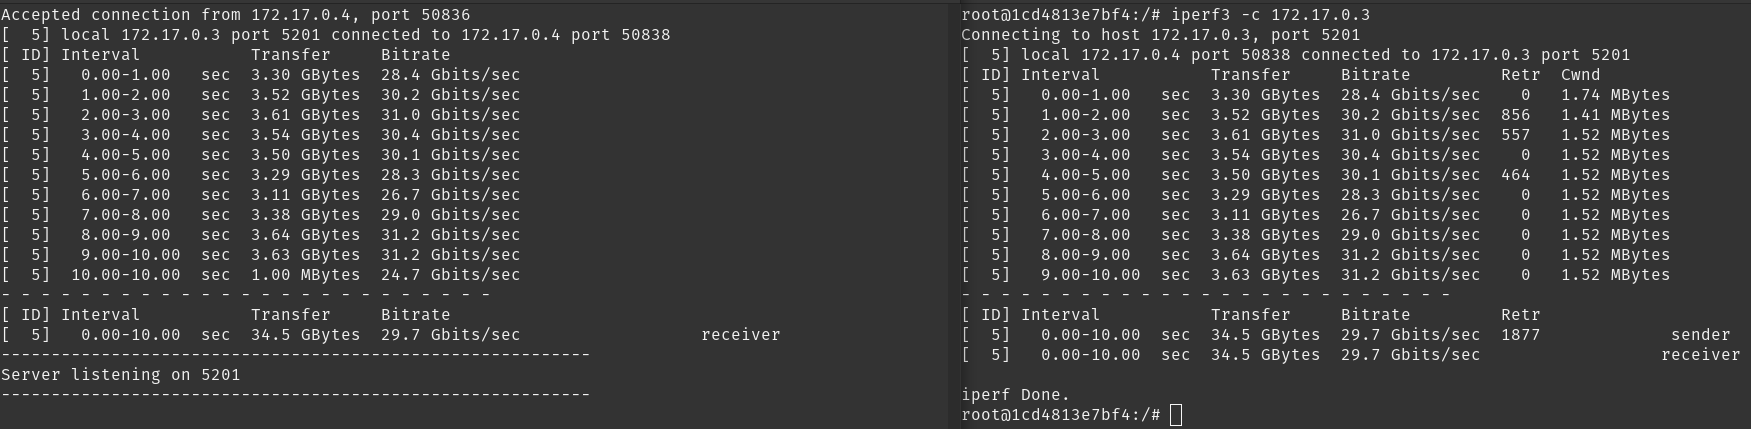 Accepted connection from 172.17.0.4, port 50836
[  5] local 172.17.0.3 port 5201 connected to 172.17.0.4 port 50838
[ ID] Interval           Transfer     Bitrate
[  5]   0.00-1.00   sec  3.30 GBytes  28.4 Gbits/sec
[  5]   1.00-2.00   sec  3.52 GBytes  30.2 Gbits/sec
[  5]   2.00-3.00   sec  3.61 GBytes  31.0 Gbits/sec
[  5]   3.00-4.00   sec  3.54 GBytes  30.4 Gbits/sec
[  5]   4.00-5.00   sec  3.50 GBytes  30.1 Gbits/sec
[  5]   5.00-6.00   sec  3.29 GBytes  28.3 Gbits/sec
[  5]   6.00-7.00   sec  3.11 GBytes  26.7 Gbits/sec
[  5]   7.00-8.00   sec  3.38 GBytes  29.0 Gbits/sec
[  5]   8.00-9.00   sec  3.64 GBytes  31.2 Gbits/sec
[  5]   9.00-10.00  sec  3.63 GBytes  31.2 Gbits/sec
[  5]  10.00-10.00  sec  1.00 MBytes  24.7 Gbits/sec
- - - - - - - - - - - - - - - - - - - - - - - - -
[ ID] Interval           Transfer     Bitrate
[  5]   0.00-10.00  sec  34.5 GBytes  29.7 Gbits/sec                  receiver
-----------------------------------------------------------
Server listening on 5201
-----------------------------------------------------------
root@1cd4813e7bf4:/# iperf3 -c 172.17.0.3
Connecting to host 172.17.0.3, port 5201
[  5] local 172.17.0.4 port 50838 connected to 172.17.0.3 port 5201
[ ID] Interval           Transfer     Bitrate         Retr  Cwnd
[  5]   0.00-1.00   sec  3.30 GBytes  28.4 Gbits/sec    0   1.74 MBytes
[  5]   1.00-2.00   sec  3.52 GBytes  30.2 Gbits/sec  856   1.41 MBytes
[  5]   2.00-3.00   sec  3.61 GBytes  31.0 Gbits/sec  557   1.52 MBytes
[  5]   3.00-4.00   sec  3.54 GBytes  30.4 Gbits/sec    0   1.52 MBytes
[  5]   4.00-5.00   sec  3.50 GBytes  30.1 Gbits/sec  464   1.52 MBytes
[  5]   5.00-6.00   sec  3.29 GBytes  28.3 Gbits/sec    0   1.52 MBytes
[  5]   6.00-7.00   sec  3.11 GBytes  26.7 Gbits/sec    0   1.52 MBytes
[  5]   7.00-8.00   sec  3.38 GBytes  29.0 Gbits/sec    0   1.52 MBytes
[  5]   8.00-9.00   sec  3.64 GBytes  31.2 Gbits/sec    0   1.52 MBytes
[  5]   9.00-10.00  sec  3.63 GBytes  31.2 Gbits/sec    0   1.52 MBytes
- - - - - - - - - - - - - - - - - - - - - - - - -
[ ID] Interval           Transfer     Bitrate         Retr
[  5]   0.00-10.00  sec  34.5 GBytes  29.7 Gbits/sec  1877             sender
[  5]   0.00-10.00  sec  34.5 GBytes  29.7 Gbits/sec                  receiver
iperf Done.
root@1cd4813e7bf4:/#